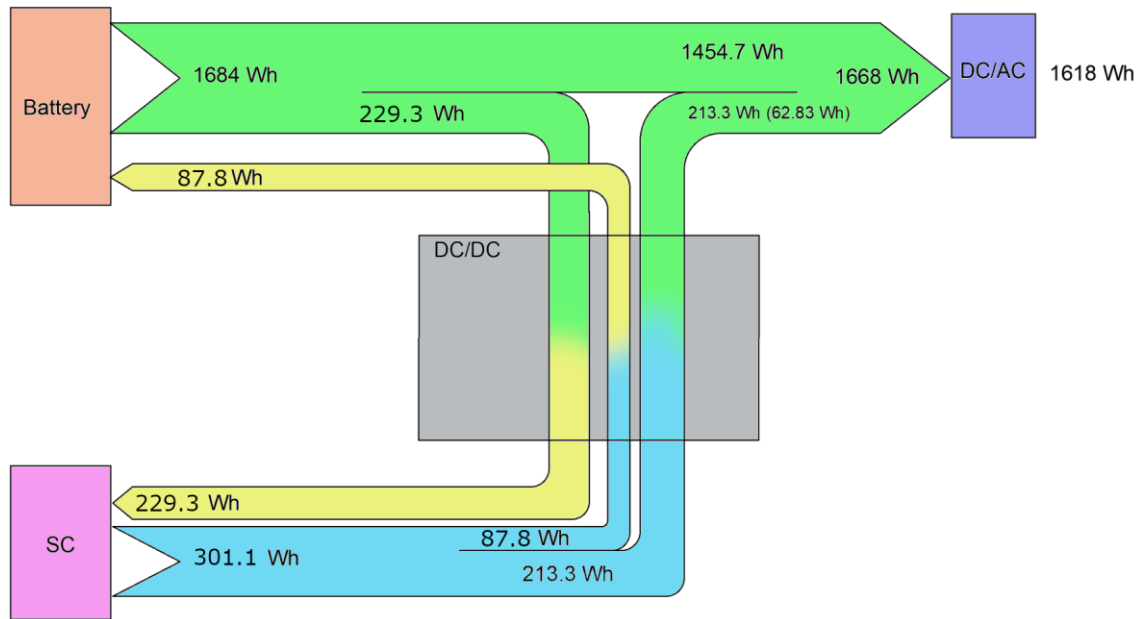 Battery
1684 Wh
1454.7 Wh
1668 Wh
DC/AC
1618 Wh
229.3 Wh
213.3 Wh (62.83 Wh)
87.8 Wh
DC/DC
229.3 Wh
SC
301.1 Wh
87.8 Wh
213.3 Wh